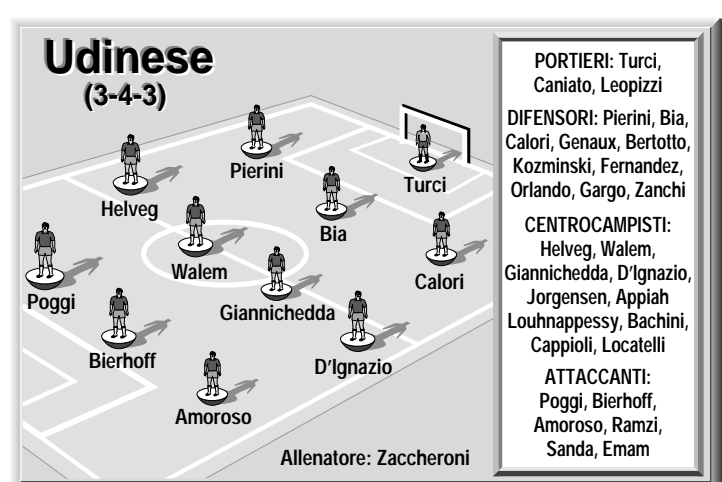 Udinese
(3-4-3)
Pierini
Turci
Helveg
Bia
Walem
Calori
Poggi
Giannichedda
Bierhoff
D'Ignazio
Amoroso
Allenatore: Zaccheroni
PORTIERI: Turci,
Caniato, Leopizzi
DIFENSORI: Pierini, Bia,
Calori, Genaux, Bertotto,
Kozminski, Fernandez,
Orlando, Gargo, Zanchi
CENTROCAMPISTI:
Helveg, Walem,
Giannichedda, D'Ignazio,
Jorgensen, Appiah
Louhnappessy, Bachini,
Cappioli, Locatelli
ATTACCANTI:
Poggi, Bierhoff,
Amoroso, Ramzi,
Sanda, Emam